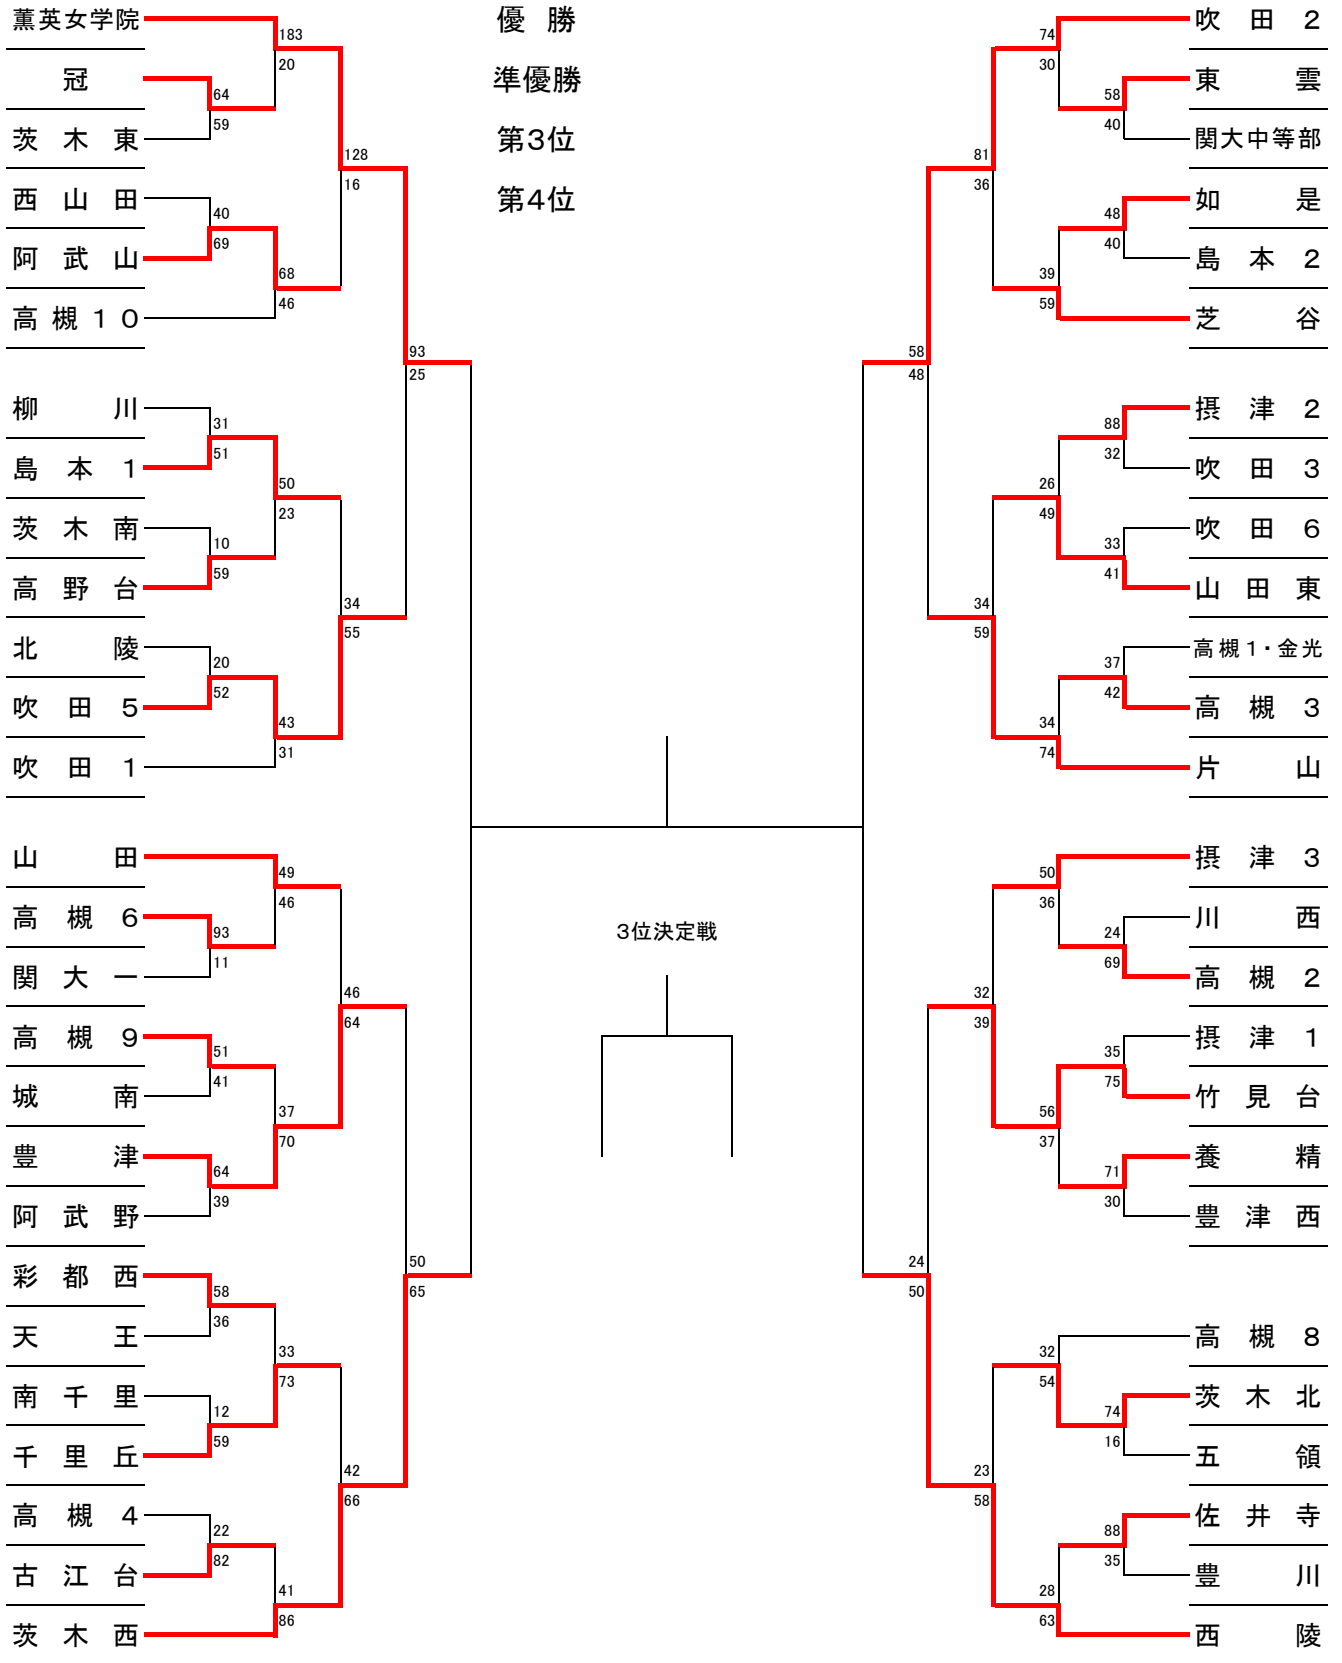 薫英女学院
183
20
冠
64
59
茨木東
128
16
西山田
40
69
阿武山
68
46
高槻１０
93
25
柳川
31
51
島本１
50
23
茨木南
10
59
高野台
34
55
北陵
20
52
吹田５
43
31
吹田１
山田
49
46
高槻６
93
11
関大一
46
64
高槻９
51
41
城南
37
70
豊津
64
39
阿武野
50
65
彩都西
58
36
天王
33
73
南千里
12
59
千里丘
42
66
高槻４
22
82
古江台
41
86
茨木西
優勝
準優勝
第３位
第４位
3位決定戦
74
30
吹田２
58
40
東雲
関大中等部
81
36
48
40
如是
島本２
39
59
芝谷
58
48
88
32
摂津２
吹田３
26
49
33
41
吹田６
山田東
34
59
37
42
高槻１・金光
高槻３
34
74
片山
50
36
摂津３
24
69
川西
高槻２
32
39
35
75
摂津１
竹見台
56
37
71
30
養精
豊津西
24
50
32
54
高槻８
74
16
茨木北
五領
23
58
88
35
佐井寺
豊川
28
63
西陵